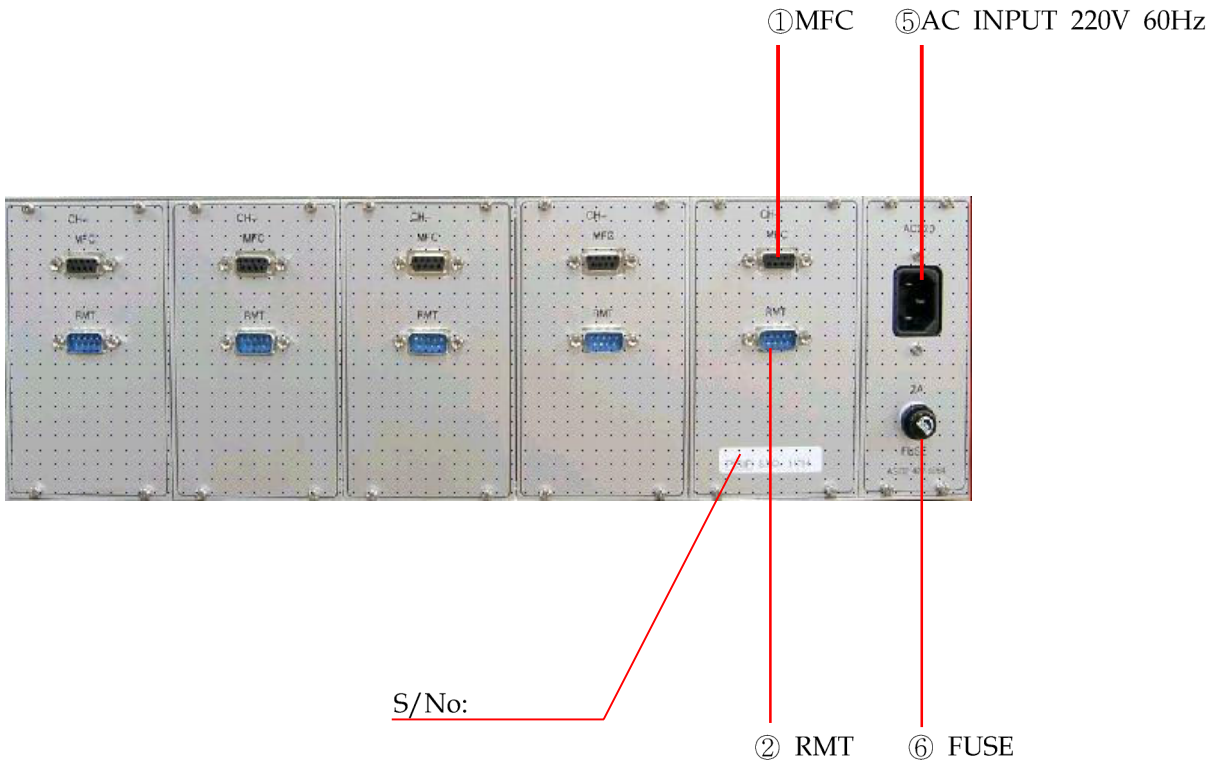 ①MFC ⑤AC INPUT 220V 60Hz
CH- CH- CH- CH- CH-
MFC MFC MFC MFC MFC
RMT RMT RMT RMT RMT
2A
FUSE
S/No:
② RMT ⑥ FUSE